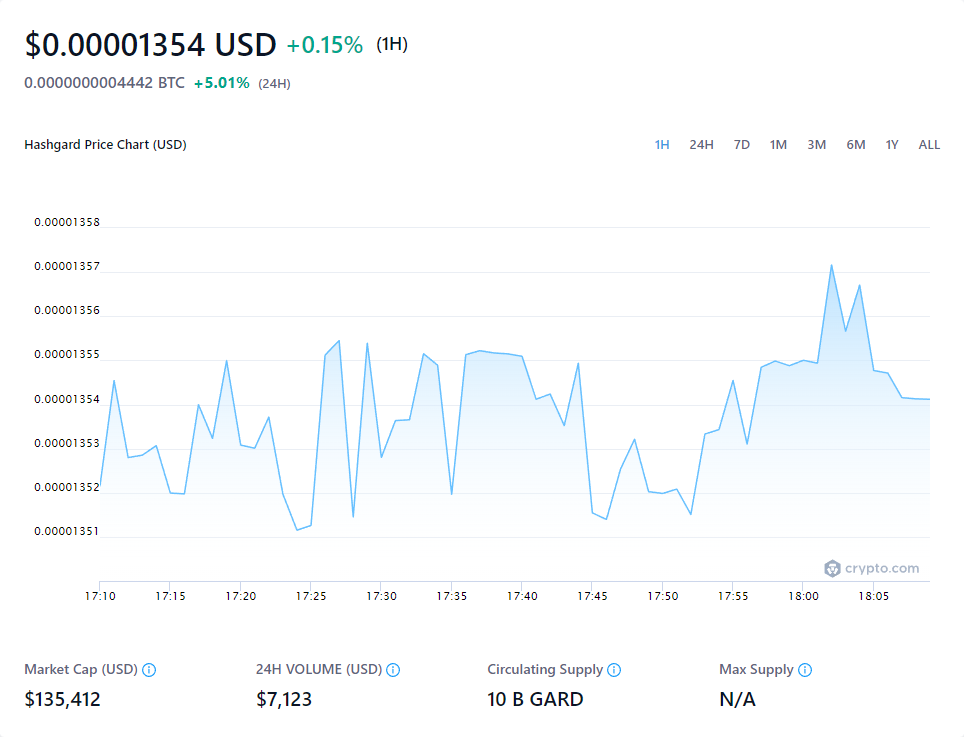 $0.00001354 USD +0.15% (1H)
0.0000000004442 BTC +5.01% (24H)
Hashgard Price Chart (USD) 1H 24H 7D 1M 3M 6M 1Y ALL
0.00001358
0.00001357
0.00001356
0.00001355
0.00001354
0.00001353
0.00001352
0.00001351
crypto.com
17:10 17:15 17:20 17:25 17:30 17:35 17:40 17:45 17:50 17:55 18:00 18:05
Market Cap (USD) 24H VOLUME (USD) Circulating Supply Max Supply
$135,412 $7,123 10 B GARD N/A